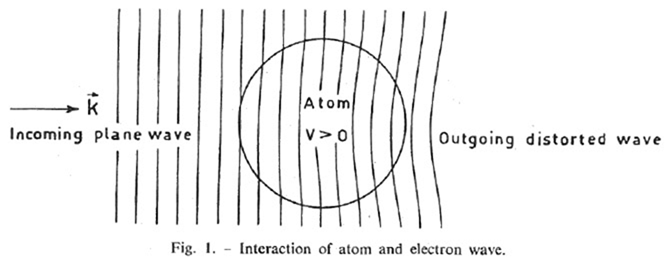 Atom
k
Incoming plane wave
V > 0
Outgoing distorted wave
Fig. 1. – Interaction of atom and electron wave.